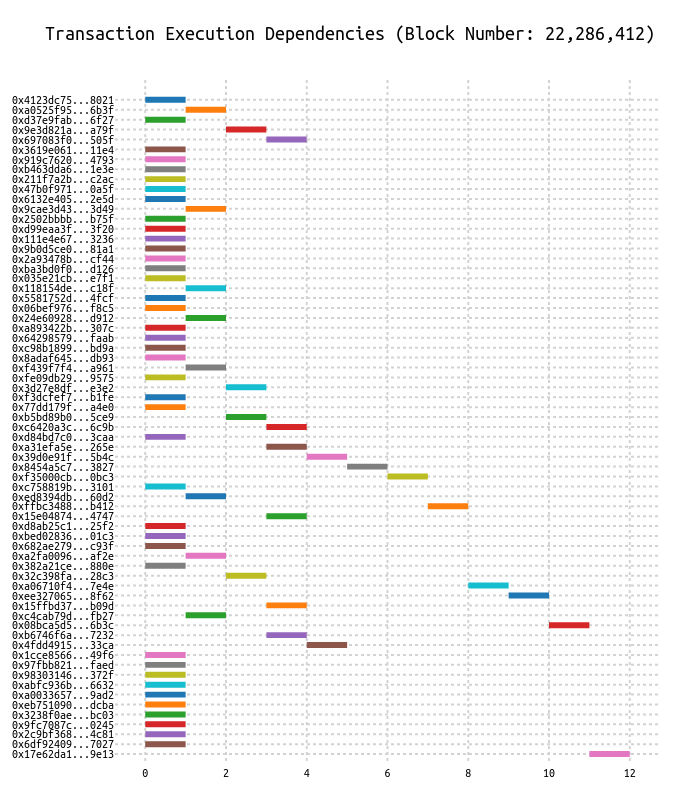 Transaction Execution Dependencies (Block Number: 22,286,412)
0x4123dc75...8021
0xa0525f95...6b3f
0xd37e9fab...6f27
0x9e3d821a...a79f
0x697083f0...505f
0x3619e061...11e4
0x919c7620...4793
0xb463dda6...1e3e
0x211f7a2b...c2ac
0x47b0f971...0a5f
0x6132e405...2e5d
0x9cae3d43...3d49
0x2502bbbb...b75f
0xd99eaa3f...3f20
0x111e4e67...3236
0x9b0d5ce0...81a1
0x2a93478b...cf44
0xba3bd0f0...d126
0x035e21cb...e7f1
0x118154de...c18f
0x5581752d...4fcf
0x06bef976...f8c5
0x24e60928...d912
0xa893422b...307c
0x64298579...faab
0xc98b1899...bd9a
0x8adaf645...db93
0xf439f7f4...a961
0xfe09db29...9575
0x3d27e8df...e3e2
0xf3dcfef7...b1fe
0x77dd179f...a4e0
0xb5bd89b0...5ce9
0xc6420a3c...6c9b
0xd84bd7c0...3caa
0xa31efa5e...265e
0x39d0e91f...5b4c
0x8454a5c7...3827
0xf35000cb...0bc3
0xc758819b...3101
0xed8394db...60d2
0xffbc3488...b412
0x15e04874...4747
0xd8ab25c1...25f2
0xbed02836...01c3
0x682ae279...c93f
0xa2fa0096...af2e
0x382a21ce...880e
0x32c398fa...28c3
0xa06710f4...7e4e
0xee327065...8f62
0x15ffbd37...b09d
0xc4cab79d...fb27
0x08bca5d5...6b3c
0xb6746f6a...7232
0x4fdd4915...33ca
0x1cce8566...49f6
0x97fbb821...faed
0x98303146...372f
0xabfc936b...6632
0xa0033657...9ad2
0xeb751090...dcba
0x3238f0ae...bc03
0x9fc7087c...0245
0x2c9bf368...4c81
0x6df92409...7027
0x17e62da1...9e13
0 2 4 6 8 10 12